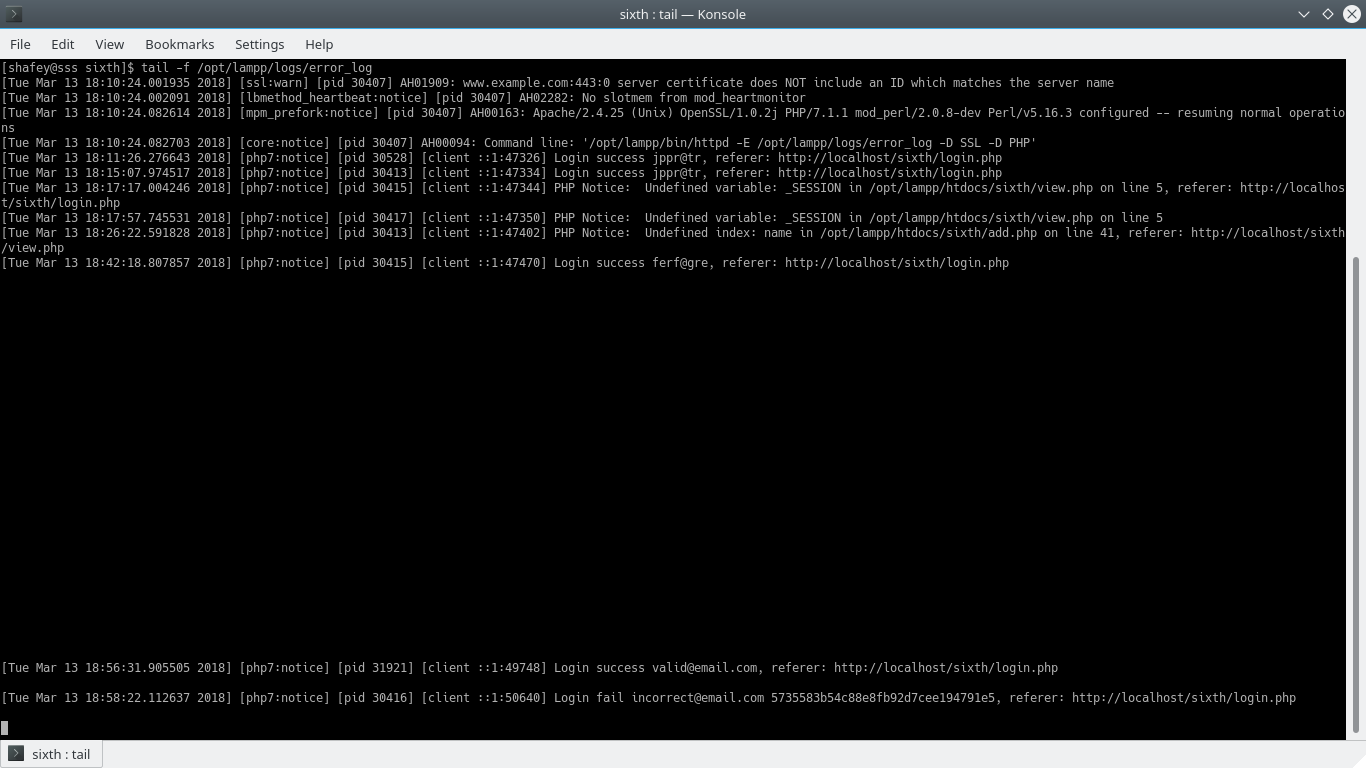 sixth : tail — Konsole
File Edit View Bookmarks Settings Help
[shafey@sss sixth]$ tail -f /opt/lampp/logs/error_log
[Tue Mar 13 18:10:24.001935 2018] [ssl:warn] [pid 30407] AH01909: www.example.com:443:0 server certificate does NOT include an ID which matches the server name
[Tue Mar 13 18:10:24.002091 2018] [lbmethod_heartbeat:notice] [pid 30407] AH02282: No slotmem from mod_heartmonitor
[Tue Mar 13 18:10:24.082614 2018] [mpm_prefork:notice] [pid 30407] AH00163: Apache/2.4.25 (Unix) OpenSSL/1.0.2j PHP/7.1.1 mod_perl/2.0.8-dev Perl/v5.16.3 configured -- resuming normal operatio
ns
[Tue Mar 13 18:10:24.082703 2018] [core:notice] [pid 30407] AH00094: Command line: '/opt/lampp/bin/httpd -E /opt/lampp/logs/error_log -D SSL -D PHP'
[Tue Mar 13 18:11:26.276643 2018] [php7:notice] [pid 30528] [client ::1:47326] Login success jppr@tr, referer: http://localhost/sixth/login.php
[Tue Mar 13 18:15:07.974517 2018] [php7:notice] [pid 30413] [client ::1:47334] Login success jppr@tr, referer: http://localhost/sixth/login.php
[Tue Mar 13 18:17:17.004246 2018] [php7:notice] [pid 30415] [client ::1:47344] PHP Notice:  Undefined variable: _SESSION in /opt/lampp/htdocs/sixth/view.php on line 5, referer: http://localhos
t/sixth/login.php
[Tue Mar 13 18:17:57.745531 2018] [php7:notice] [pid 30417] [client ::1:47350] PHP Notice:  Undefined variable: _SESSION in /opt/lampp/htdocs/sixth/view.php on line 5
[Tue Mar 13 18:26:22.591828 2018] [php7:notice] [pid 30413] [client ::1:47402] PHP Notice:  Undefined index: name in /opt/lampp/htdocs/sixth/add.php on line 41, referer: http://localhost/sixth
/view.php
[Tue Mar 13 18:42:18.807857 2018] [php7:notice] [pid 30415] [client ::1:47470] Login success ferf@gre, referer: http://localhost/sixth/login.php
[Tue Mar 13 18:56:31.905505 2018] [php7:notice] [pid 31921] [client ::1:49748] Login success valid@email.com, referer: http://localhost/sixth/login.php
[Tue Mar 13 18:58:22.112637 2018] [php7:notice] [pid 30416] [client ::1:50640] Login fail incorrect@email.com 5735583b54c88e8fb92d7cee194791e5, referer: http://localhost/sixth/login.php
sixth : tail